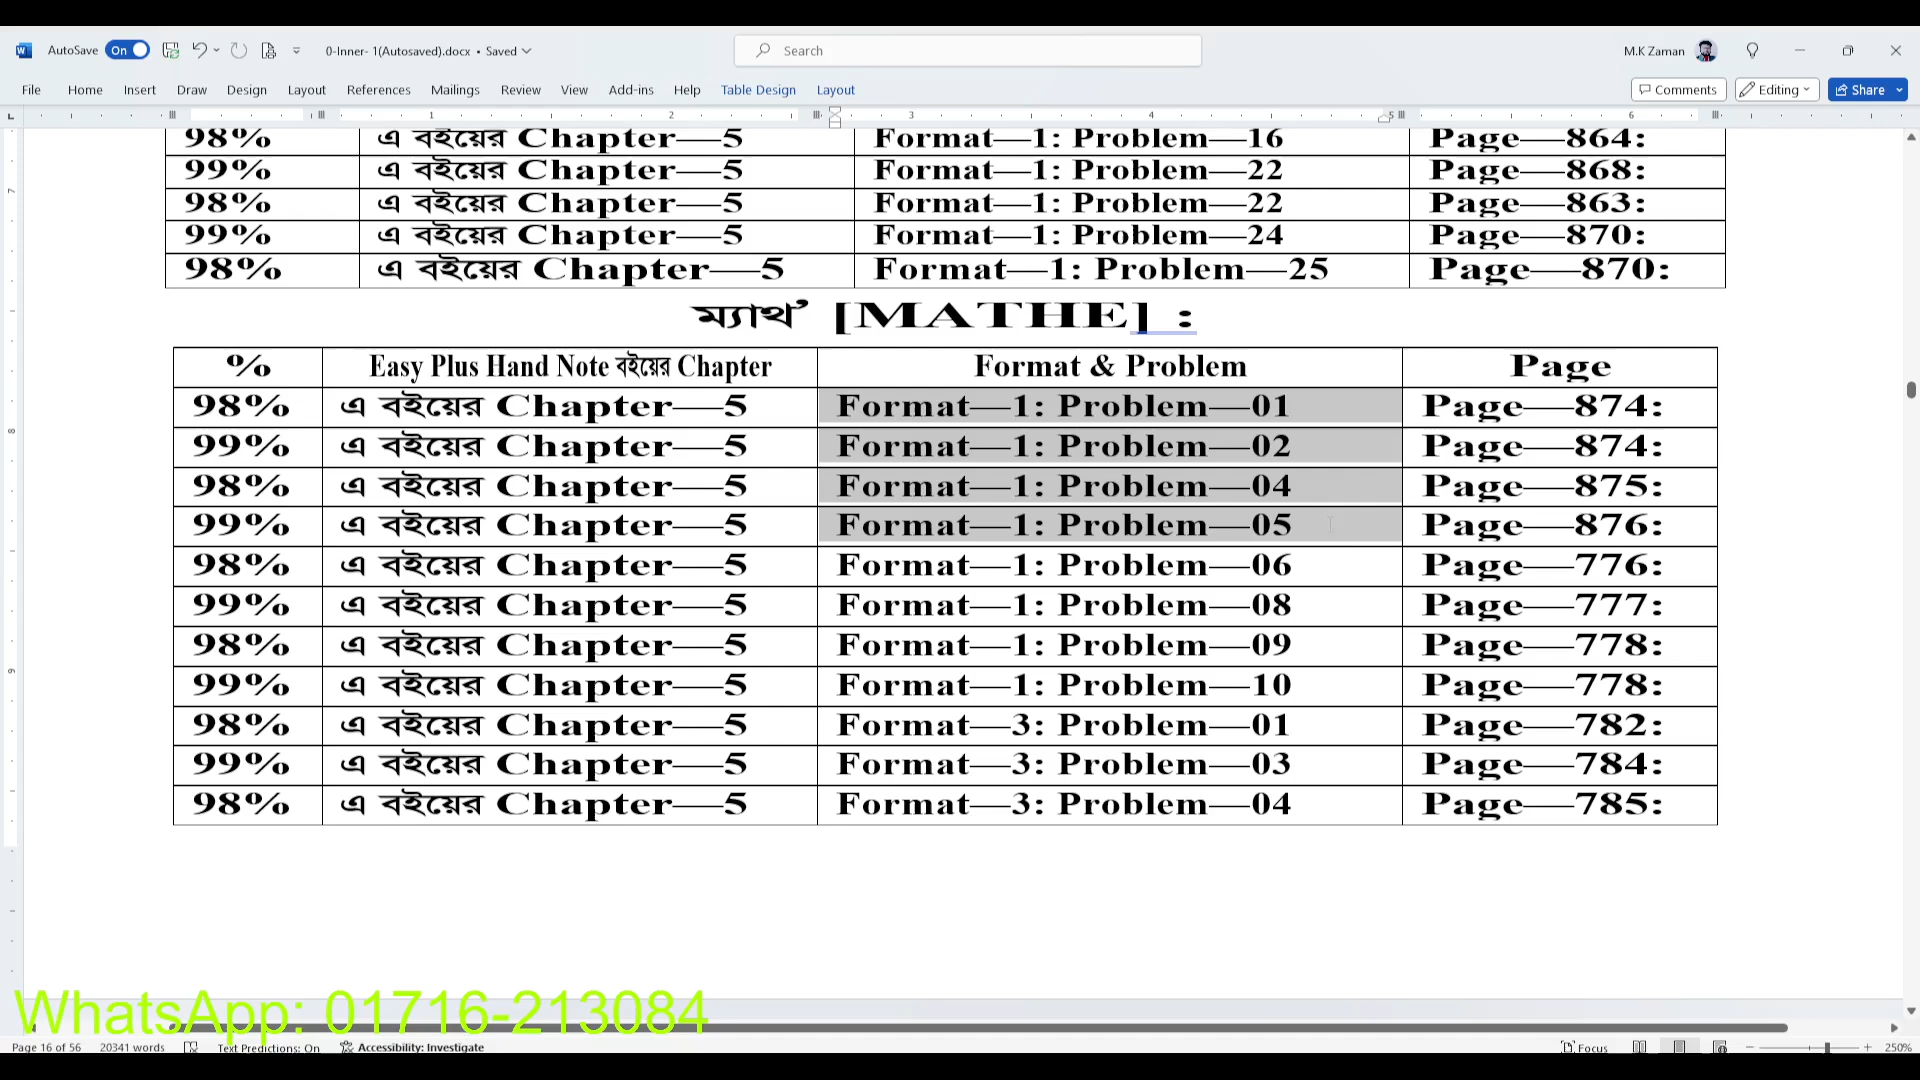 AutoSave On 0-Inner- 1(Autosaved).docx • Saved Search M.K Zaman
File Home Insert Draw Design Layout References Mailings Review View Add-ins Help Table Design Layout Comments Editing Share
1 2 3 4 5 6
98% এ বইয়ের Chapter—5 Format—1: Problem—16 Page—864:
99% এ বইয়ের Chapter—5 Format—1: Problem—22 Page—868:
98% এ বইয়ের Chapter—5 Format—1: Problem—22 Page—863:
99% এ বইয়ের Chapter—5 Format—1: Problem—24 Page—870:
98% এ বইয়ের Chapter—5 Format—1: Problem—25 Page—870:
ম্যাথ [MATHE] :
% Easy Plus Hand Note বইয়ের Chapter Format & Problem Page
98% এ বইয়ের Chapter—5 Format—1: Problem—01 Page—874:
99% এ বইয়ের Chapter—5 Format—1: Problem—02 Page—874:
98% এ বইয়ের Chapter—5 Format—1: Problem—04 Page—875:
99% এ বইয়ের Chapter—5 Format—1: Problem—05 Page—876:
98% এ বইয়ের Chapter—5 Format—1: Problem—06 Page—776:
99% এ বইয়ের Chapter—5 Format—1: Problem—08 Page—777:
98% এ বইয়ের Chapter—5 Format—1: Problem—09 Page—778:
99% এ বইয়ের Chapter—5 Format—1: Problem—10 Page—778:
98% এ বইয়ের Chapter—5 Format—3: Problem—01 Page—782:
99% এ বইয়ের Chapter—5 Format—3: Problem—03 Page—784:
98% এ বইয়ের Chapter—5 Format—3: Problem—04 Page—785:
WhatsApp: 01716-213084
Page 16 of 56 20341 words Text Predictions: On Accessibility: Investigate Focus 250%